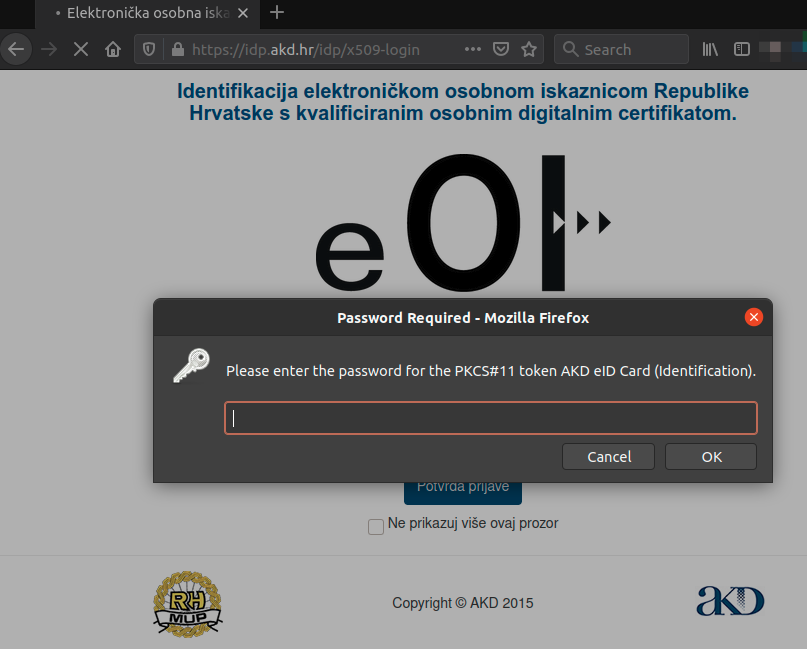 Elektronička osobna iska
https://idp.akd.hr/idp/x509-login
Search
Identifikacija elektroničkom osobnom iskaznicom Republike
Hrvatske s kvalificiranim osobnim digitalnim certifikatom.
eOI
Password Required - Mozilla Firefox
Please enter the password for the PKCS#11 token AKD eID Card (Identification).
Cancel
OK
Potvrda prijave
Ne prikazuj više ovaj prozor
RH
MUP
Copyright © AKD 2015
AKD